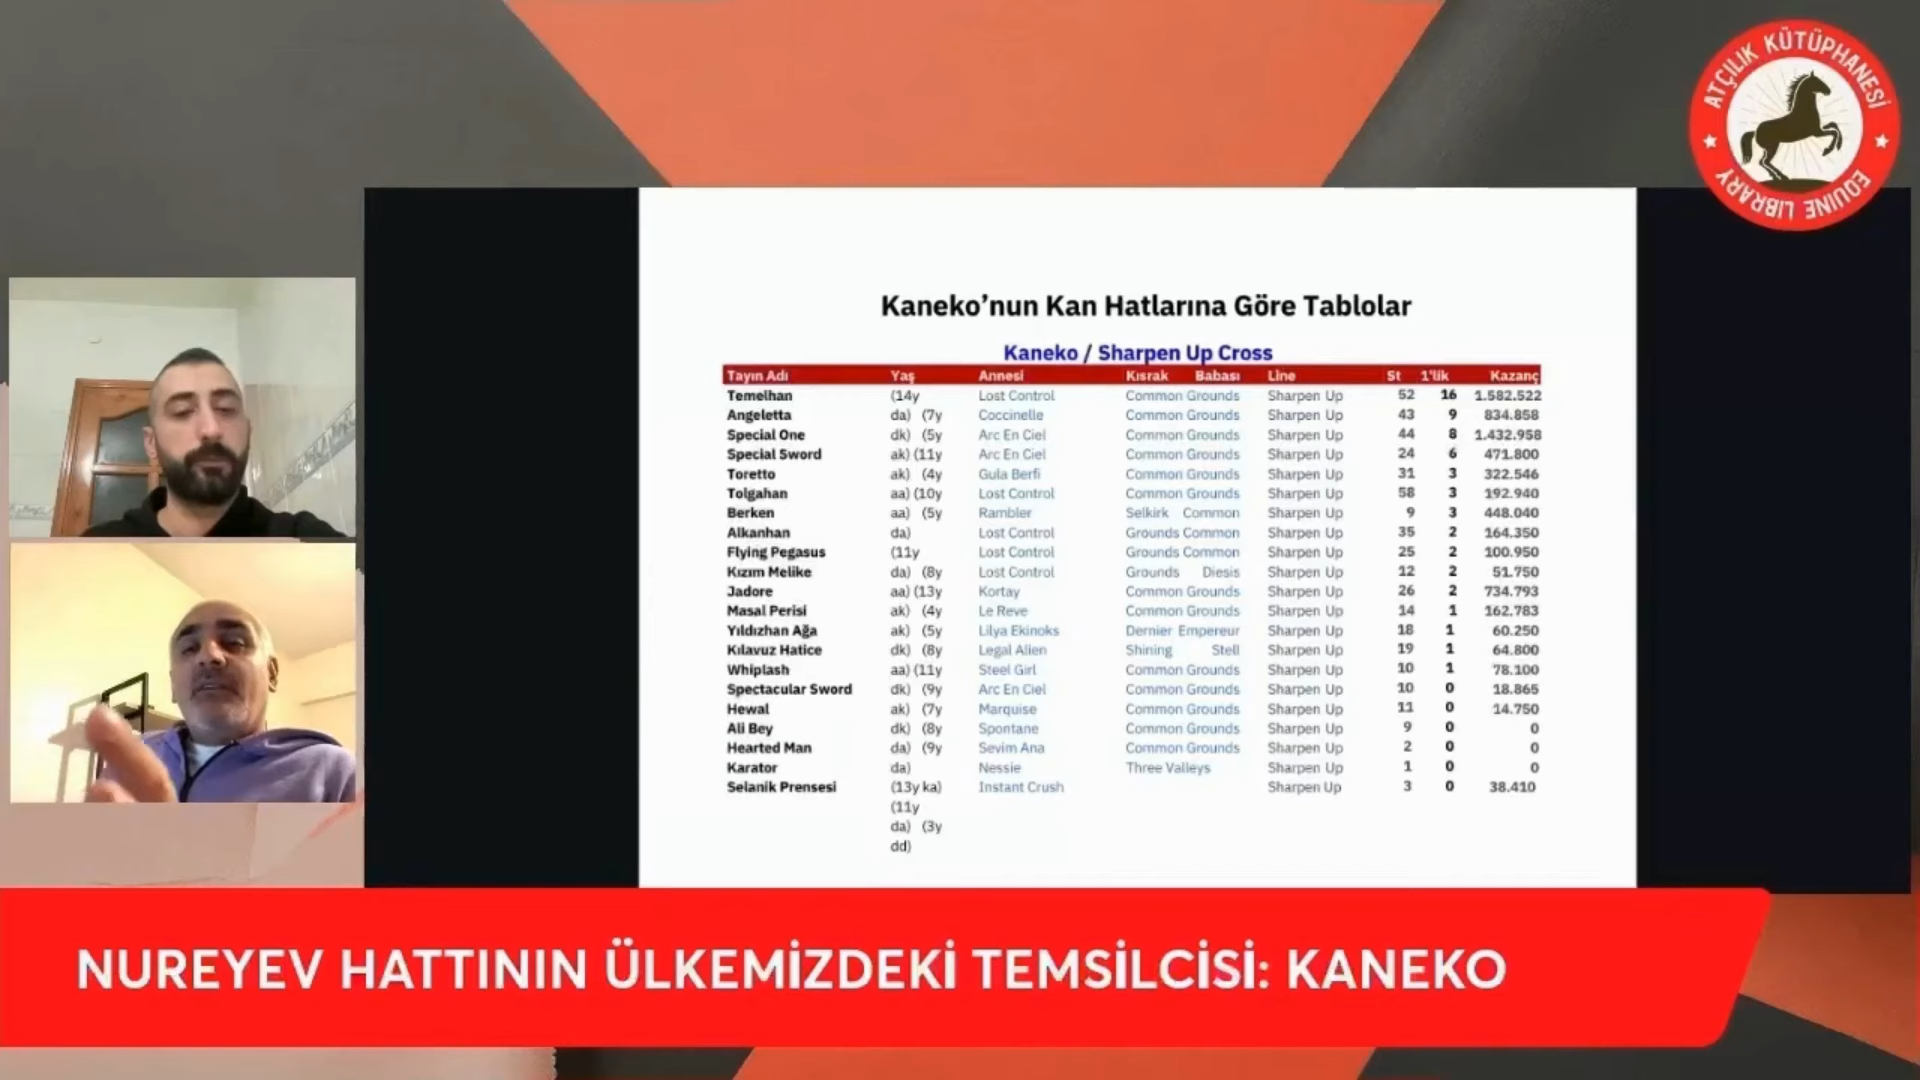 ATÇILIK KÜTÜPHANESİ
EQUINE LIBRARY
Kaneko’nun Kan Hatlarına Göre Tablolar
Kaneko / Sharpen Up Cross
Tayın Adı Yaş Annesi Kısrak Babası Line St 1'lik Kazanç
Temelhan (14y Lost Control Common Grounds Sharpen Up 52 16 1.582.522
Angeletta da) (7y Coccinelle Common Grounds Sharpen Up 43 9 834.858
Special One dk) (5y Arc En Ciel Common Grounds Sharpen Up 44 8 1.432.958
Special Sword ak) (11y Arc En Ciel Common Grounds Sharpen Up 24 6 471.800
Toretto ak) (4y Gula Berfi Common Grounds Sharpen Up 31 3 322.546
Tolgahan aa) (10y Lost Control Common Grounds Sharpen Up 58 3 192.940
Berken aa) (5y Rambler Selkirk Common Sharpen Up 9 3 448.040
Alkanhan da) Lost Control Grounds Common Sharpen Up 35 2 164.350
Flying Pegasus (11y Lost Control Grounds Common Sharpen Up 25 2 100.950
Kızım Melike da) (8y Lost Control Grounds Diesis Sharpen Up 12 2 51.750
Jadore aa) (13y Kortay Common Grounds Sharpen Up 26 2 734.793
Masal Perisi ak) (4y Le Reve Common Grounds Sharpen Up 14 1 162.783
Yıldızhan Ağa ak) (5y Lilya Ekinoks Dernier Empereur Sharpen Up 18 1 60.250
Kılavuz Hatice dk) (8y Legal Alien Shining Stell Sharpen Up 19 1 64.800
Whiplash aa) (11y Steel Girl Common Grounds Sharpen Up 10 1 78.100
Spectacular Sword dk) (9y Arc En Ciel Common Grounds Sharpen Up 10 0 18.865
Hewal ak) (7y Marquise Common Grounds Sharpen Up 11 0 14.750
Ali Bey dk) (8y Spontane Common Grounds Sharpen Up 9 0 0
Hearted Man da) (9y Sevim Ana Common Grounds Sharpen Up 2 0 0
Karator da) Nessie Three Valleys Sharpen Up 1 0 0
Selanik Prensesi (13y ka) Instant Crush Sharpen Up 3 0 38.410
(11y
da) (3y
dd)
NUREYEV HATTININ ÜLKEMİZDEKİ TEMSİLCİSİ: KANEKO